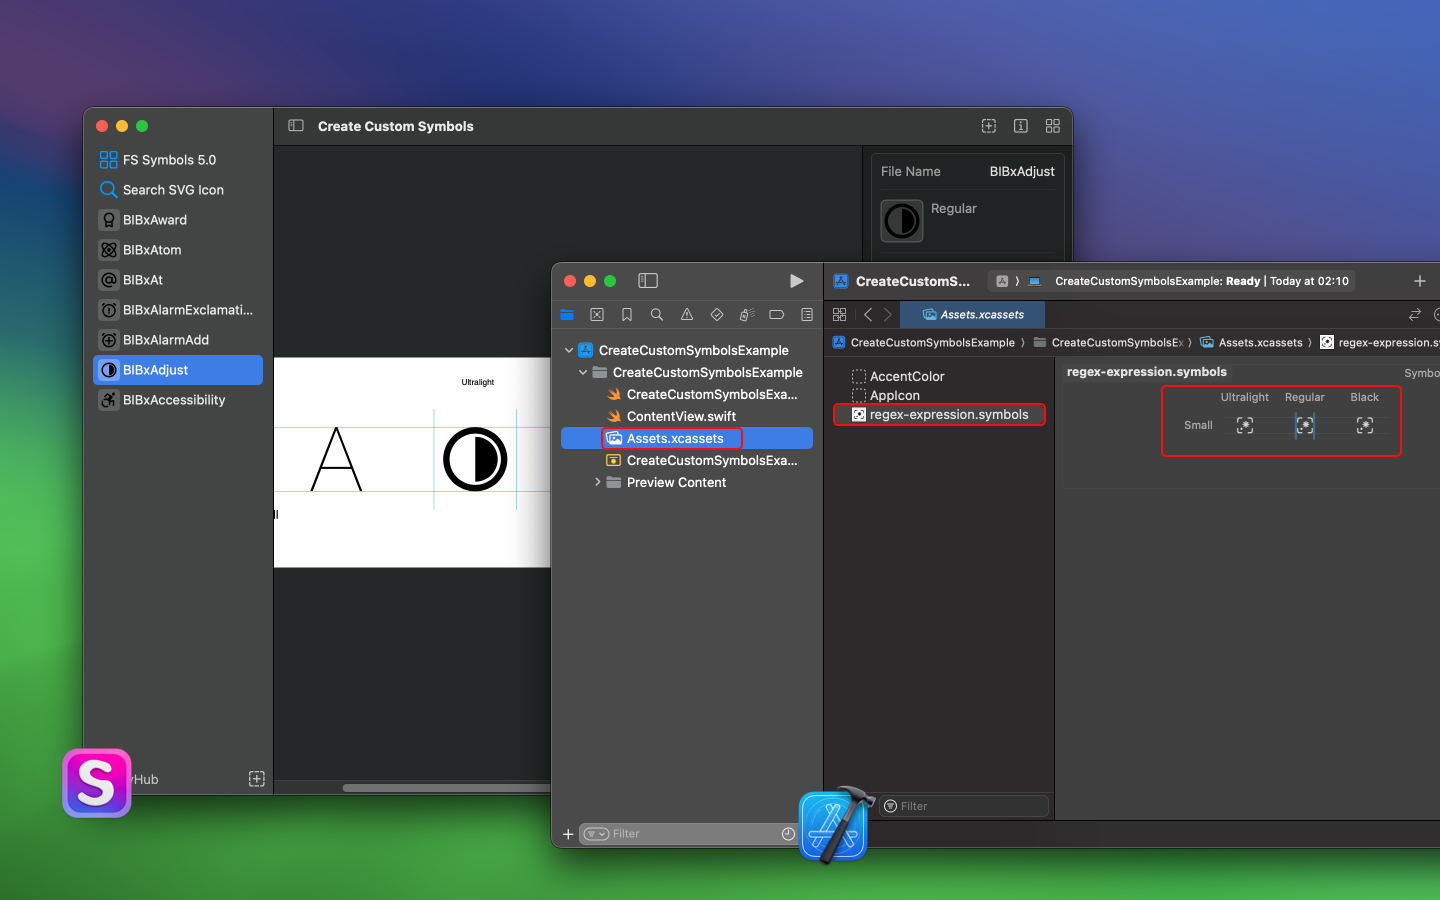 Create Custom Symbols
FS Symbols 5.0
Search SVG Icon
BIBxAward
BIBxAtom
BIBxAt
BIBxAlarmExclamati...
BIBxAlarmAdd
BIBxAdjust
BIBxAccessibility
Ultralight
A
File Name
BIBxAdjust
Regular
S
CreateCustomS...
CreateCustomSymbolsExample: Ready | Today at 02:10
Assets.xcassets
CreateCustomSymbolsExample
CreateCustomSymbolsEx
Assets.xcassets
regex-expression.sy
CreateCustomSymbolsExample
CreateCustomSymbolsExample
CreateCustomSymbolsExa...
ContentView.swift
Assets.xcassets
CreateCustomSymbolsExa...
Preview Content
Filter
AccentColor
AppIcon
regex-expression.symbols
Filter
regex-expression.symbols
Symbo
Ultralight Regular Black
Small